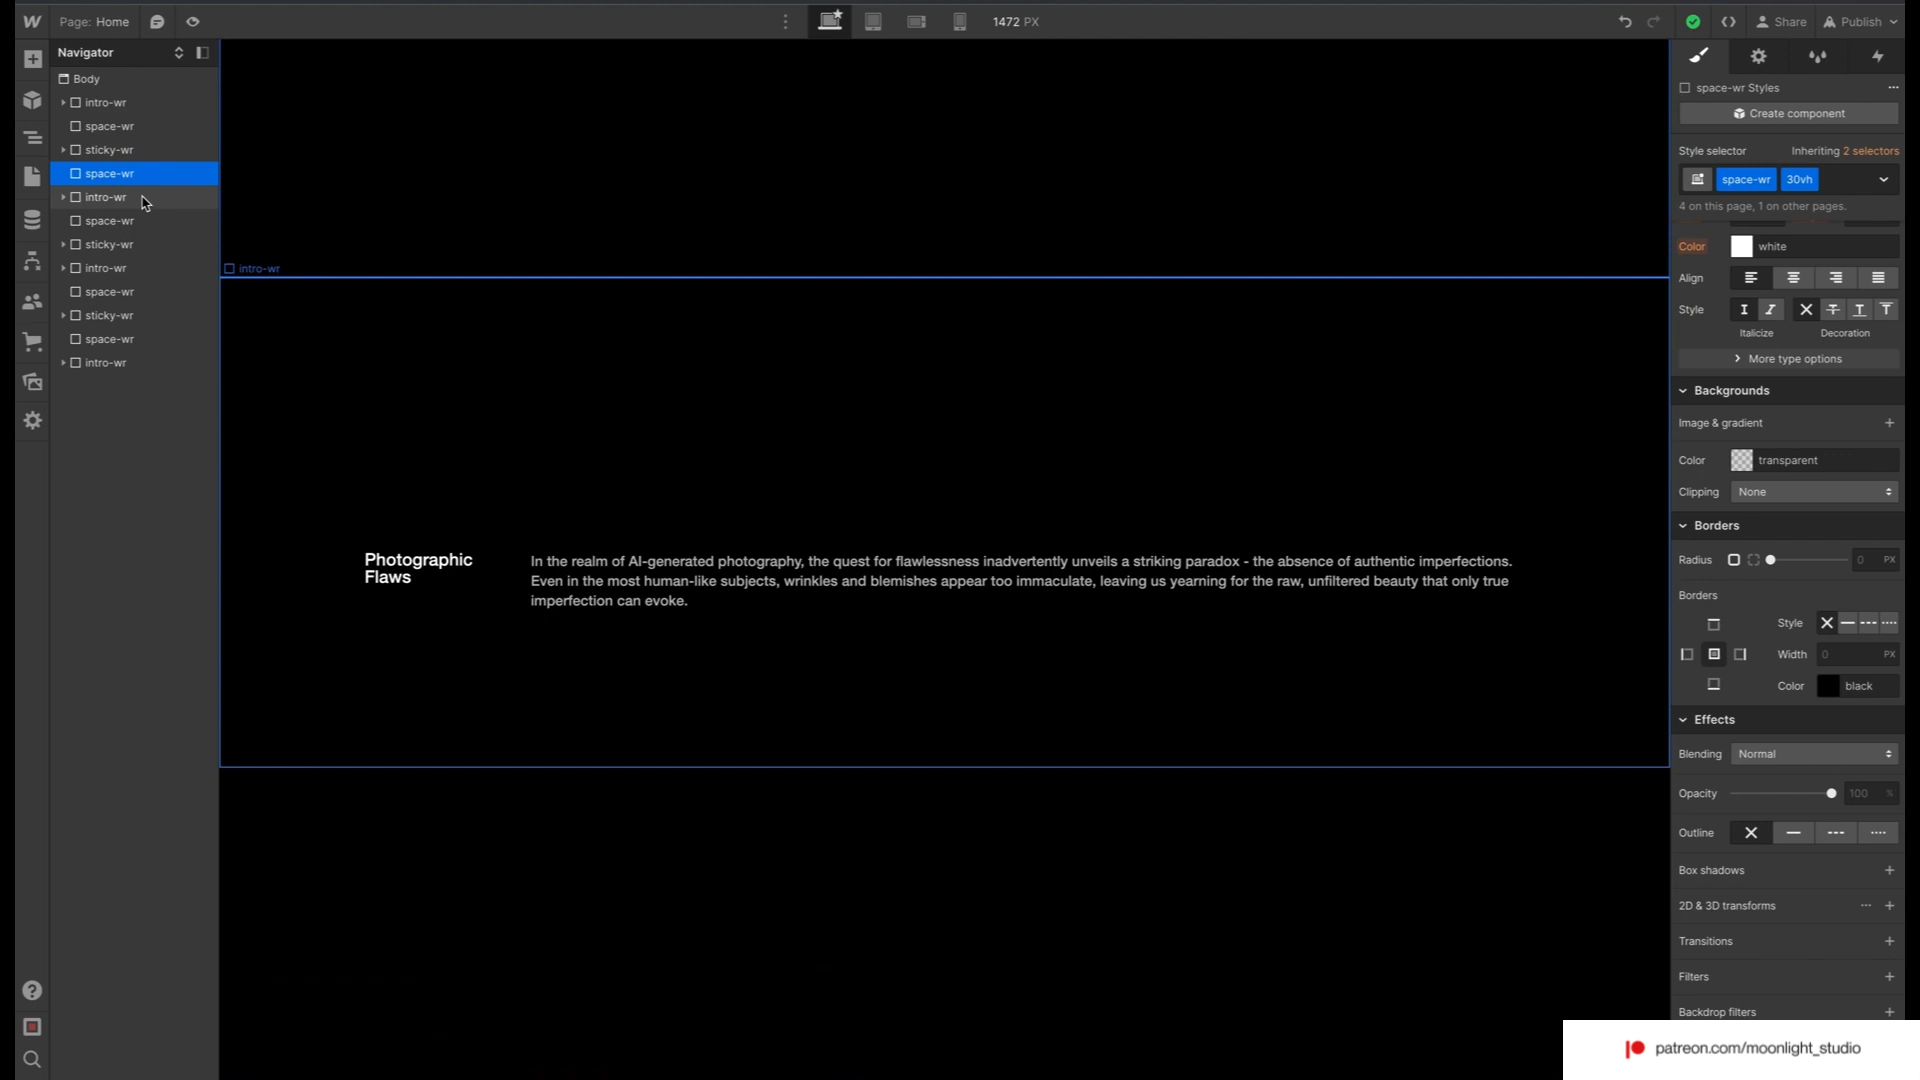 Page: Home
1472 PX
Share
Publish
Navigator
Body
intro-wr
space-wr
sticky-wr
space-wr
intro-wr
space-wr
sticky-wr
intro-wr
space-wr
sticky-wr
space-wr
intro-wr
intro-wr
Photographic
Flaws
In the realm of AI-generated photography, the quest for flawlessness inadvertently unveils a striking paradox - the absence of authentic imperfections.
Even in the most human-like subjects, wrinkles and blemishes appear too immaculate, leaving us yearning for the raw, unfiltered beauty that only true
imperfection can evoke.
space-wr Styles
Create component
Style selector Inheriting 2 selectors
space-wr 30vh
4 on this page, 1 on other pages.
Color white
Align
Style
Italicize Decoration
More type options
Backgrounds
Image & gradient
Color transparent
Clipping None
Borders
Radius 0 PX
Borders
Style
Width 0 PX
Color black
Effects
Blending Normal
Opacity 100 %
Outline
Box shadows
2D & 3D transforms
Transitions
Filters
Backdrop filters
patreon.com/moonlight_studio